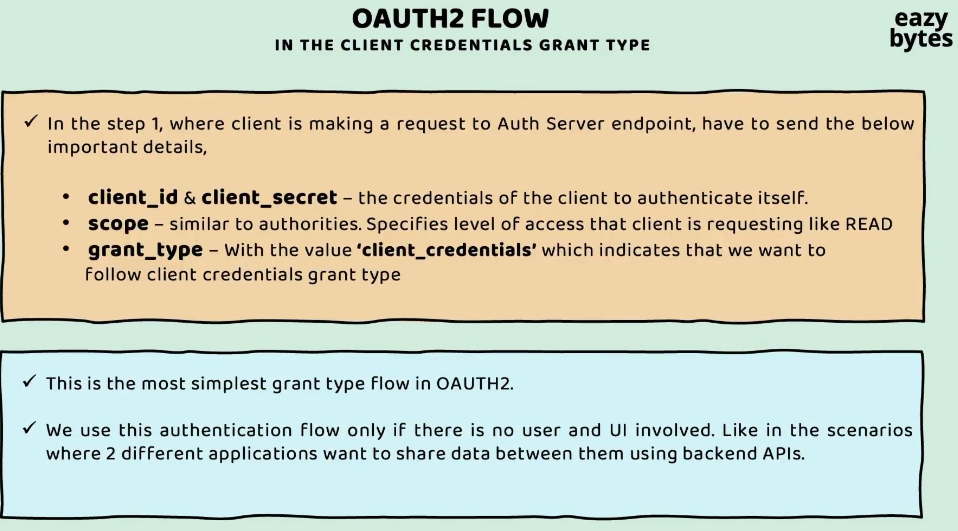 OAUTH2 FLOW
IN THE CLIENT CREDENTIALS GRANT TYPE
eazy
bytes
✓ In the step 1, where client is making a request to Auth Server endpoint, have to send the below
important details,
• client_id & client_secret – the credentials of the client to authenticate itself.
• scope – similar to authorities. Specifies level of access that client is requesting like READ
• grant_type – With the value 'client_credentials' which indicates that we want to
follow client credentials grant type
✓ This is the most simplest grant type flow in OAUTH2.
✓ We use this authentication flow only if there is no user and UI involved. Like in the scenarios
where 2 different applications want to share data between them using backend APIs.